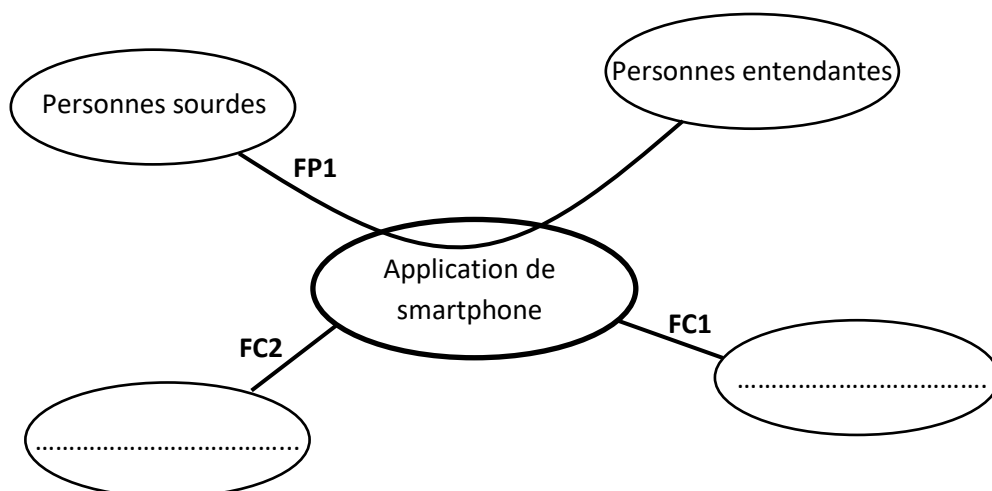 Personnes entendantes
Personnes sourdes
FP1
Application de
smartphone
FC1
FC2
……………………………….
…………………………………